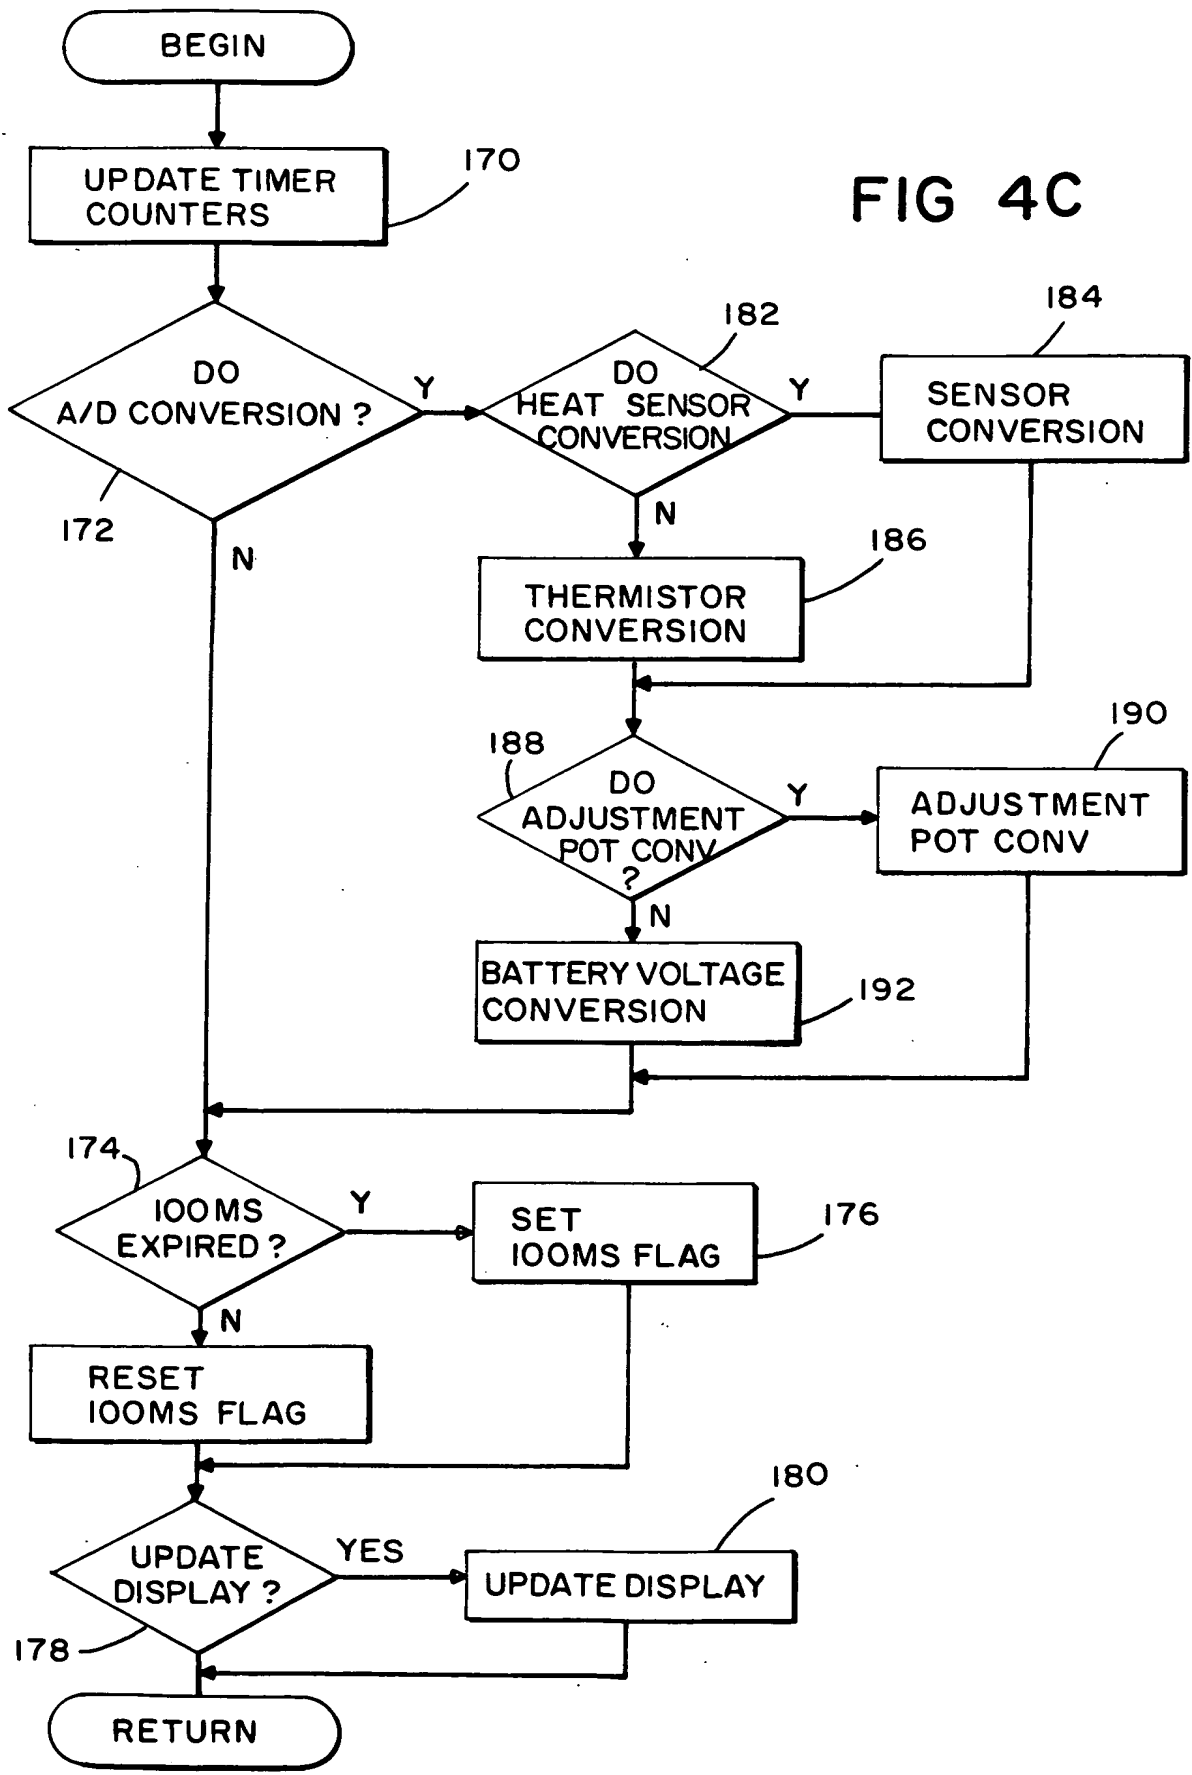 BEGIN
UPDATE TIMER
COUNTERS
170
FIG 4C
DO
A/D CONVERSION ?
Y
172
N
182
DO
HEAT SENSOR
CONVERSION
Y
184
SENSOR
CONVERSION
N
186
THERMISTOR
CONVERSION
188
DO
ADJUSTMENT
POT CONV
?
Y
190
ADJUSTMENT
POT CONV
N
BATTERY VOLTAGE
CONVERSION
192
174
100MS
EXPIRED ?
Y
SET
100MS FLAG
176
N
RESET
100MS FLAG
UPDATE
DISPLAY ?
YES
180
UPDATE DISPLAY
178
RETURN